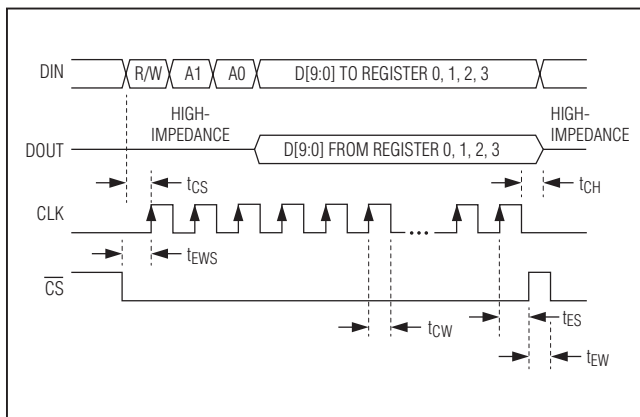 DIN R/W A1 A0 D[9:0] TO REGISTER 0, 1, 2, 3
HIGH-
IMPEDANCE
HIGH-
IMPEDANCE
DOUT D[9:0] FROM REGISTER 0, 1, 2, 3
tCS
tCH
CLK
tEWS
CS
tCW
tES
tEW